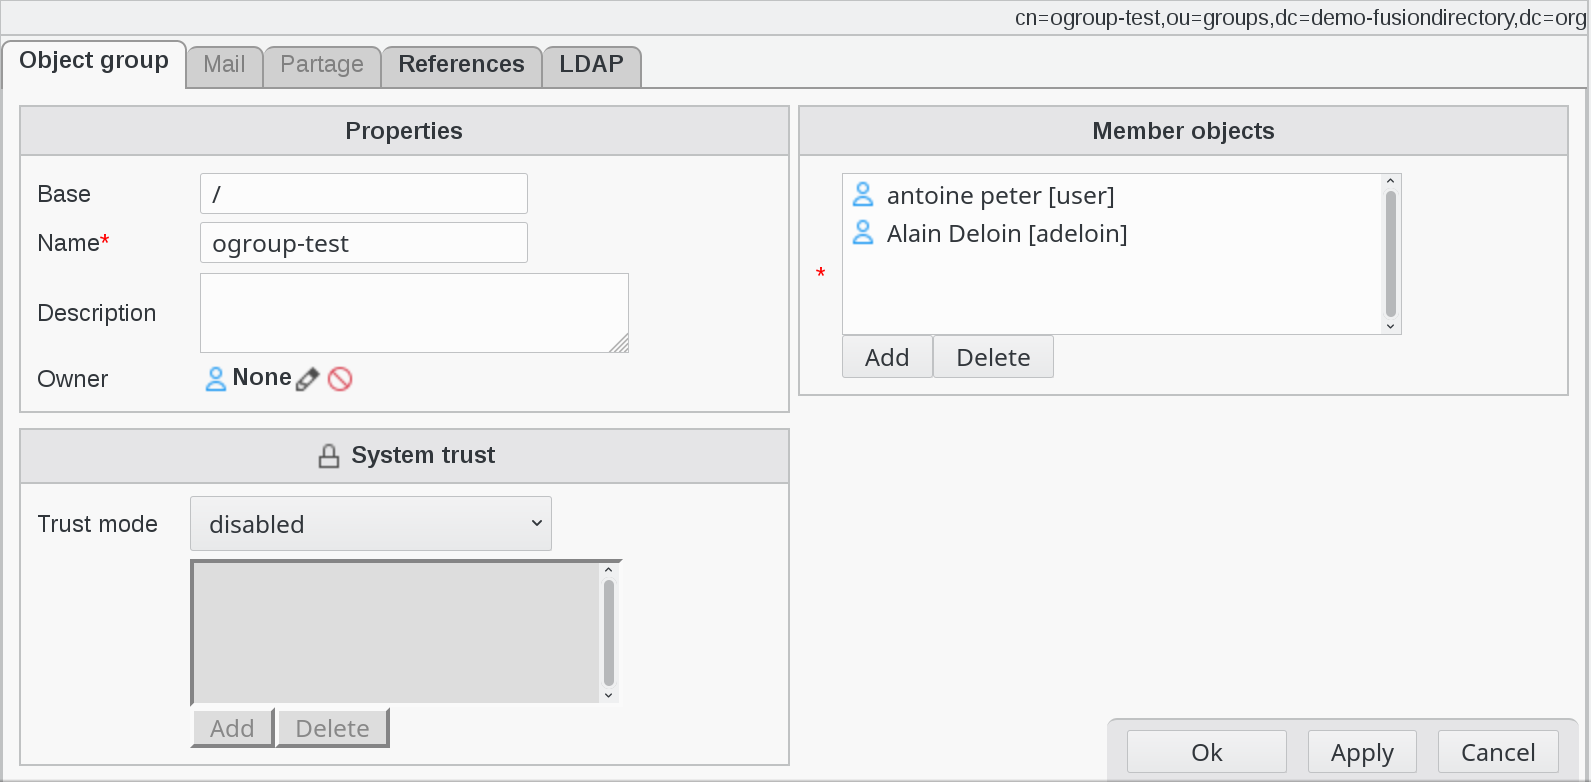 cn=ogroup-test,ou=groups,dc=demo-fusiondirectory,dc=org
Object group
Mail
Partage
References
LDAP
Properties
Base
/
Name*
ogroup-test
Description
Owner
None
System trust
Trust mode
disabled
Add
Delete
Member objects
*
antoine peter [user]
Alain Deloin [adeloin]
Add
Delete
Ok
Apply
Cancel